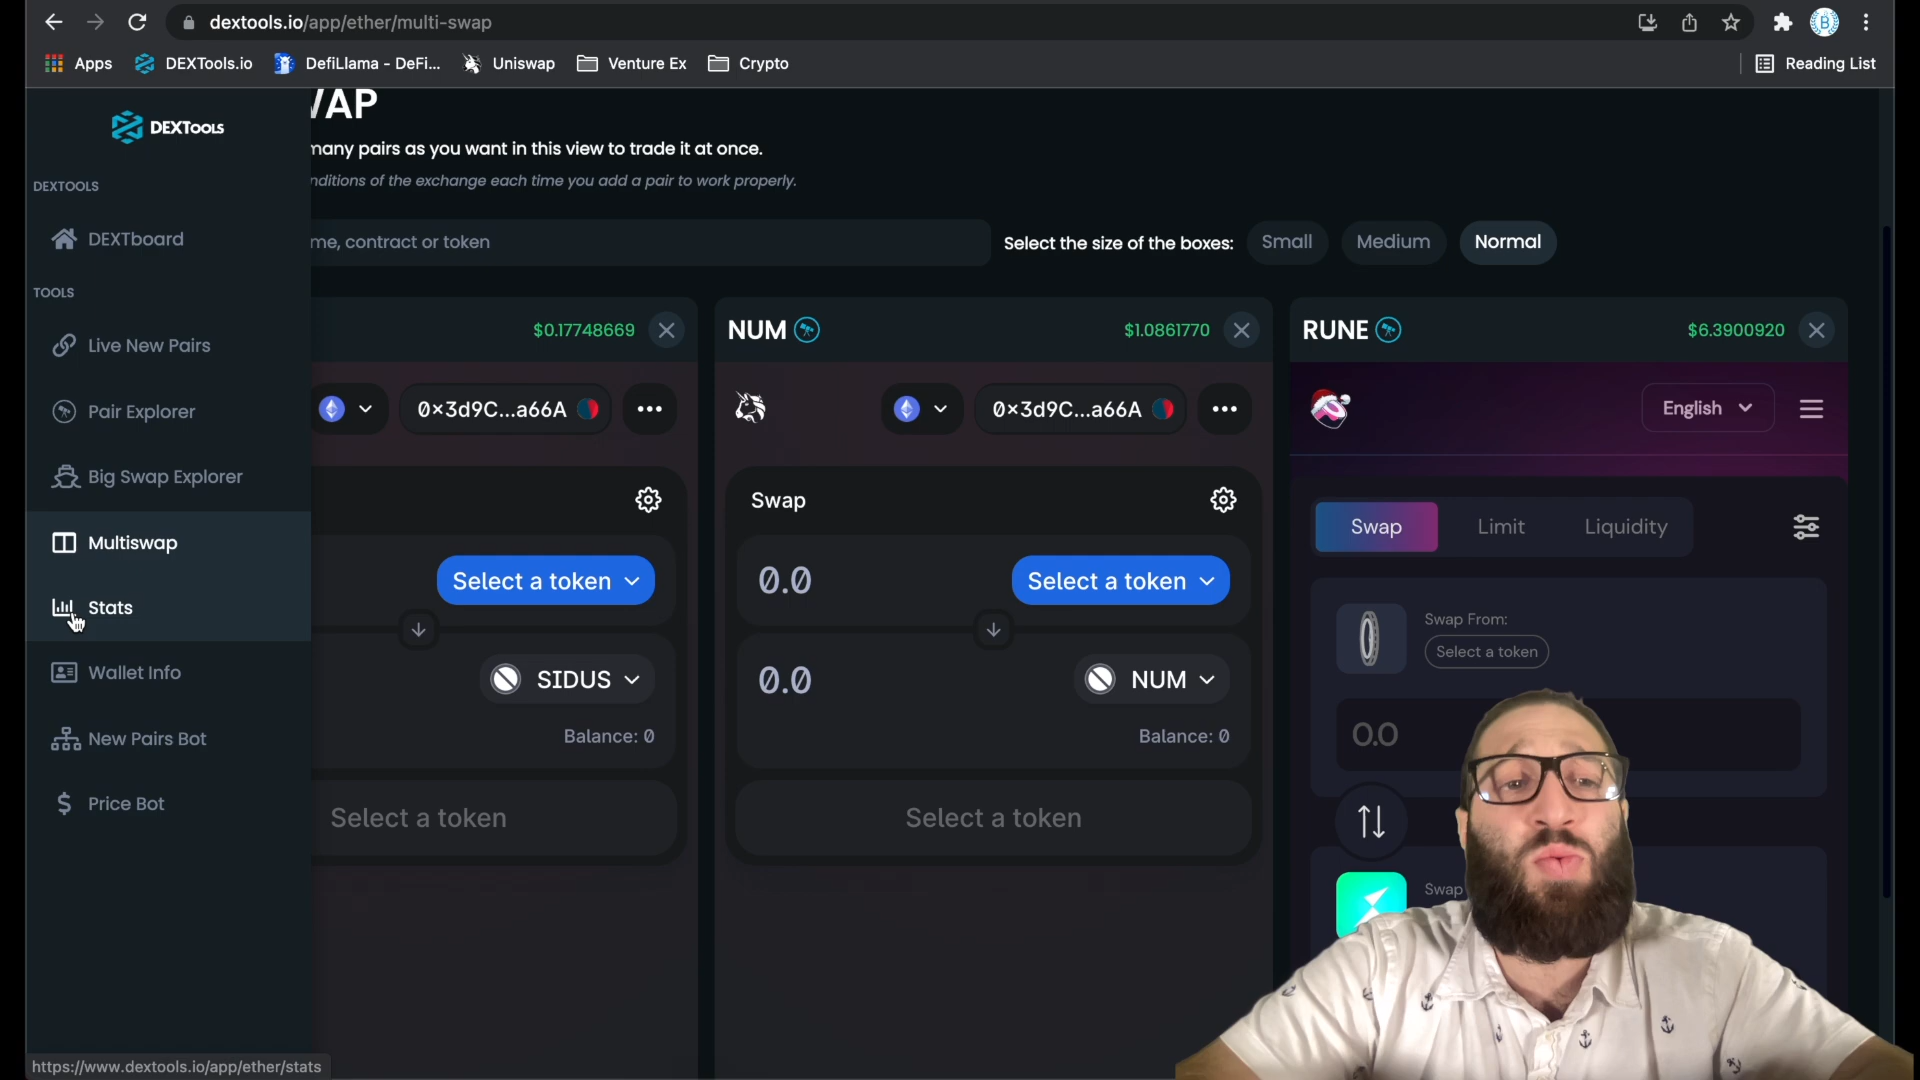 dextools.io/app/ether/multi-swap
Apps
DEXTools.io
DefiLlama - DeFi...
Uniswap
Venture Ex
Crypto
Reading List
DEXTools
DEXTOOLS
DEXTboard
TOOLS
Live New Pairs
Pair Explorer
Big Swap Explorer
Multiswap
Stats
Wallet Info
New Pairs Bot
Price Bot
https://www.dextools.io/app/ether/stats
/AP
many pairs as you want in this view to trade it at once.
nditions of the exchange each time you add a pair to work properly.
me, contract or token
Select the size of the boxes:
Small
Medium
Normal
$0.17748669
0×3d9C...a66A
Select a token
SIDUS
Balance: 0
Select a token
NUM
$1.0861770
0×3d9C...a66A
Swap
0.0
Select a token
0.0
NUM
Balance: 0
Select a token
RUNE
$6.3900920
English
Swap
Limit
Liquidity
Swap From:
Select a token
0.0
Swap